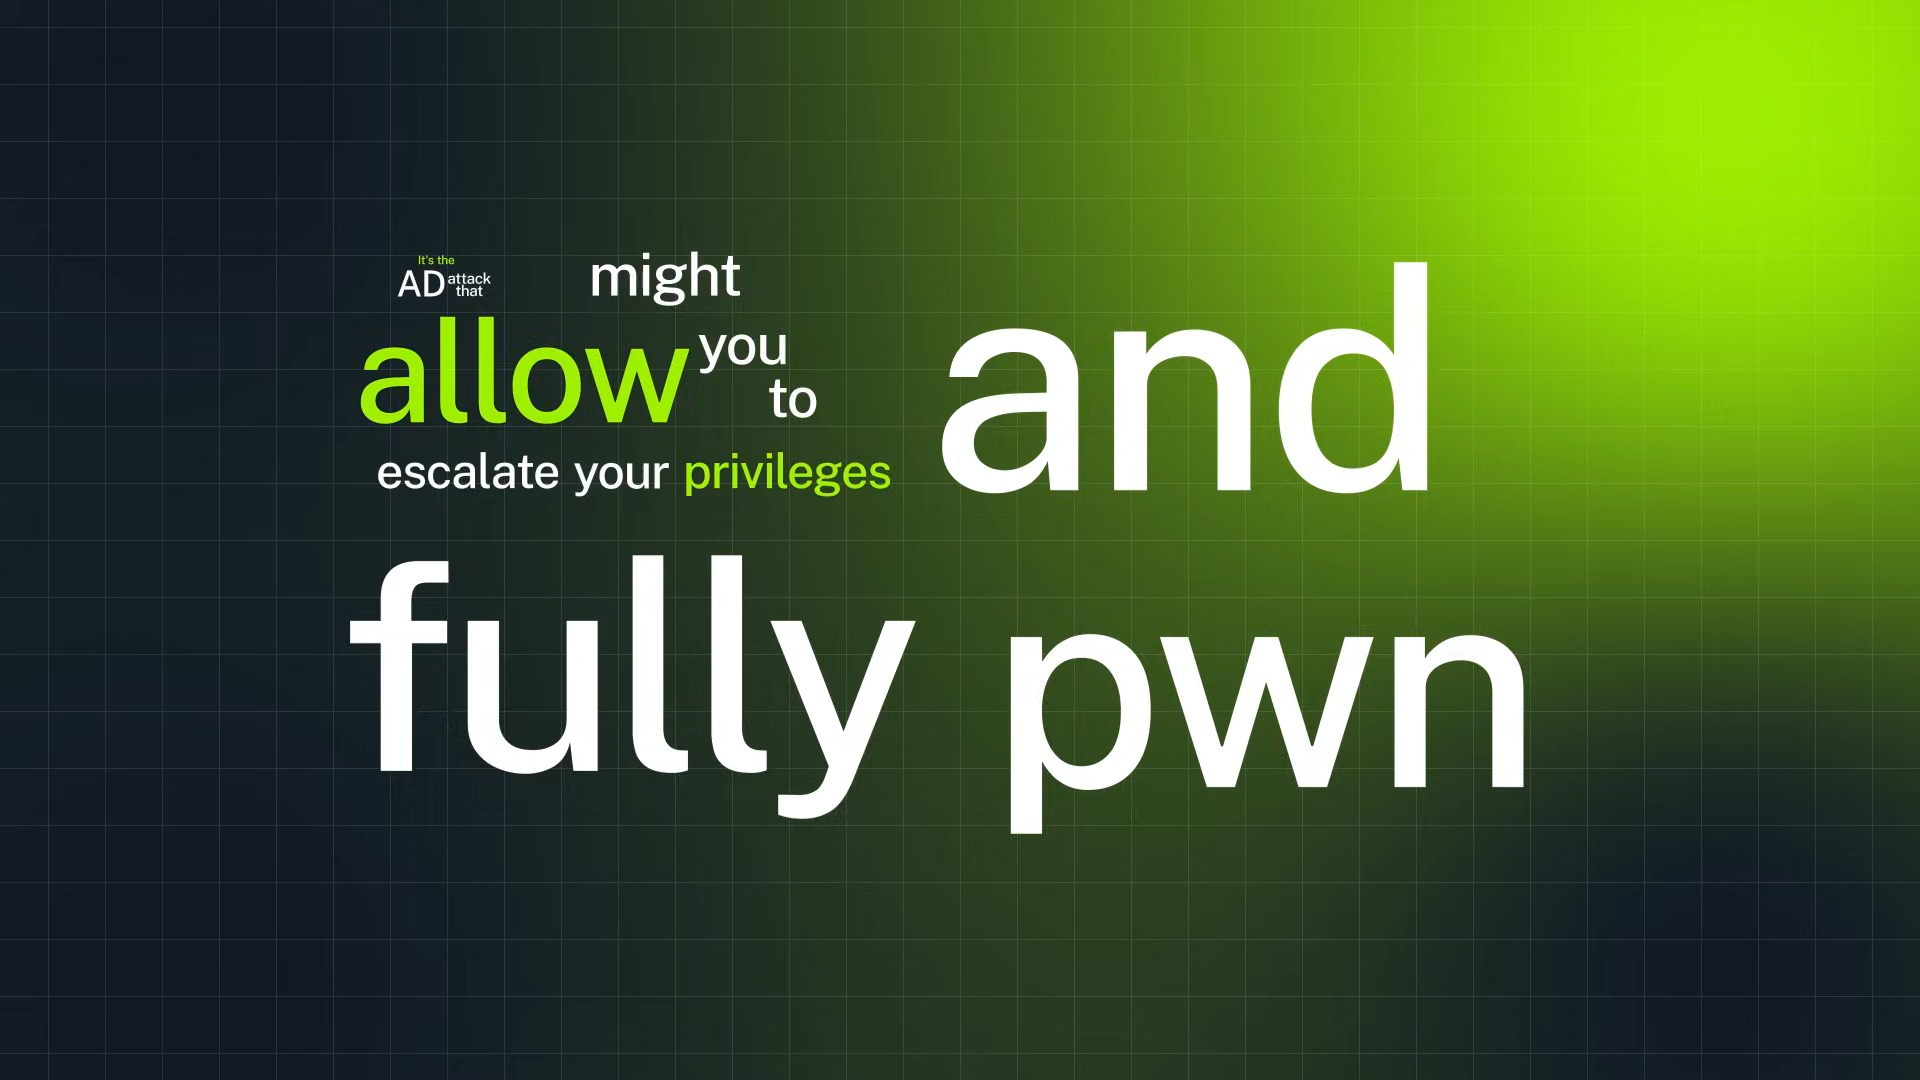 It's the
AD attack
that
might
allow you
to
escalate your privileges
and
fully pwn